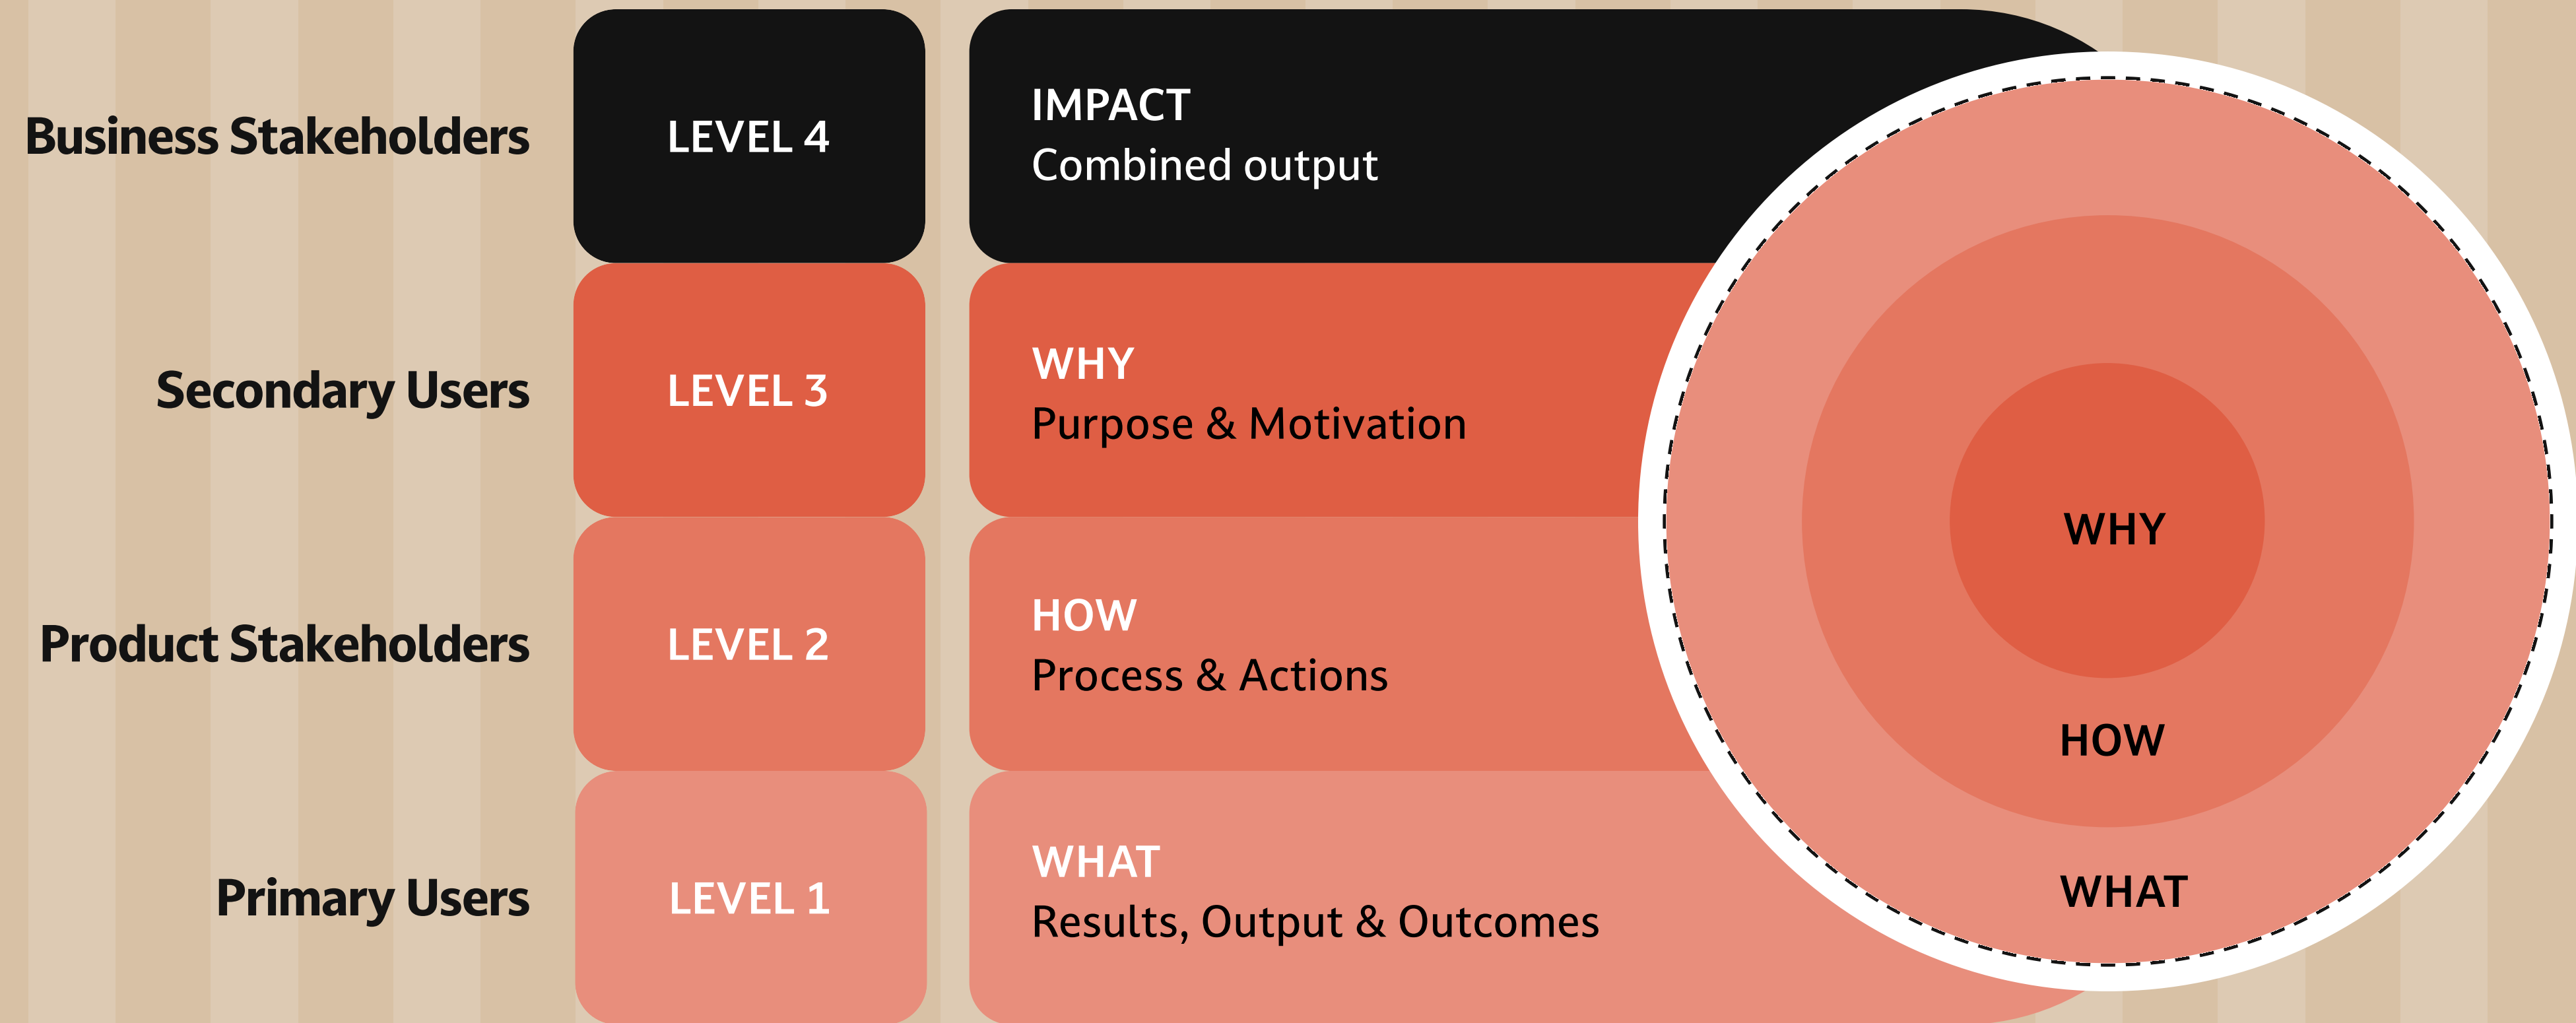 Business Stakeholders
LEVEL 4
IMPACT
Combined output
Secondary Users
LEVEL 3
WHY
Purpose & Motivation
Product Stakeholders
LEVEL 2
HOW
Process & Actions
Primary Users
LEVEL 1
WHAT
Results, Output & Outcomes
WHY
HOW
WHAT